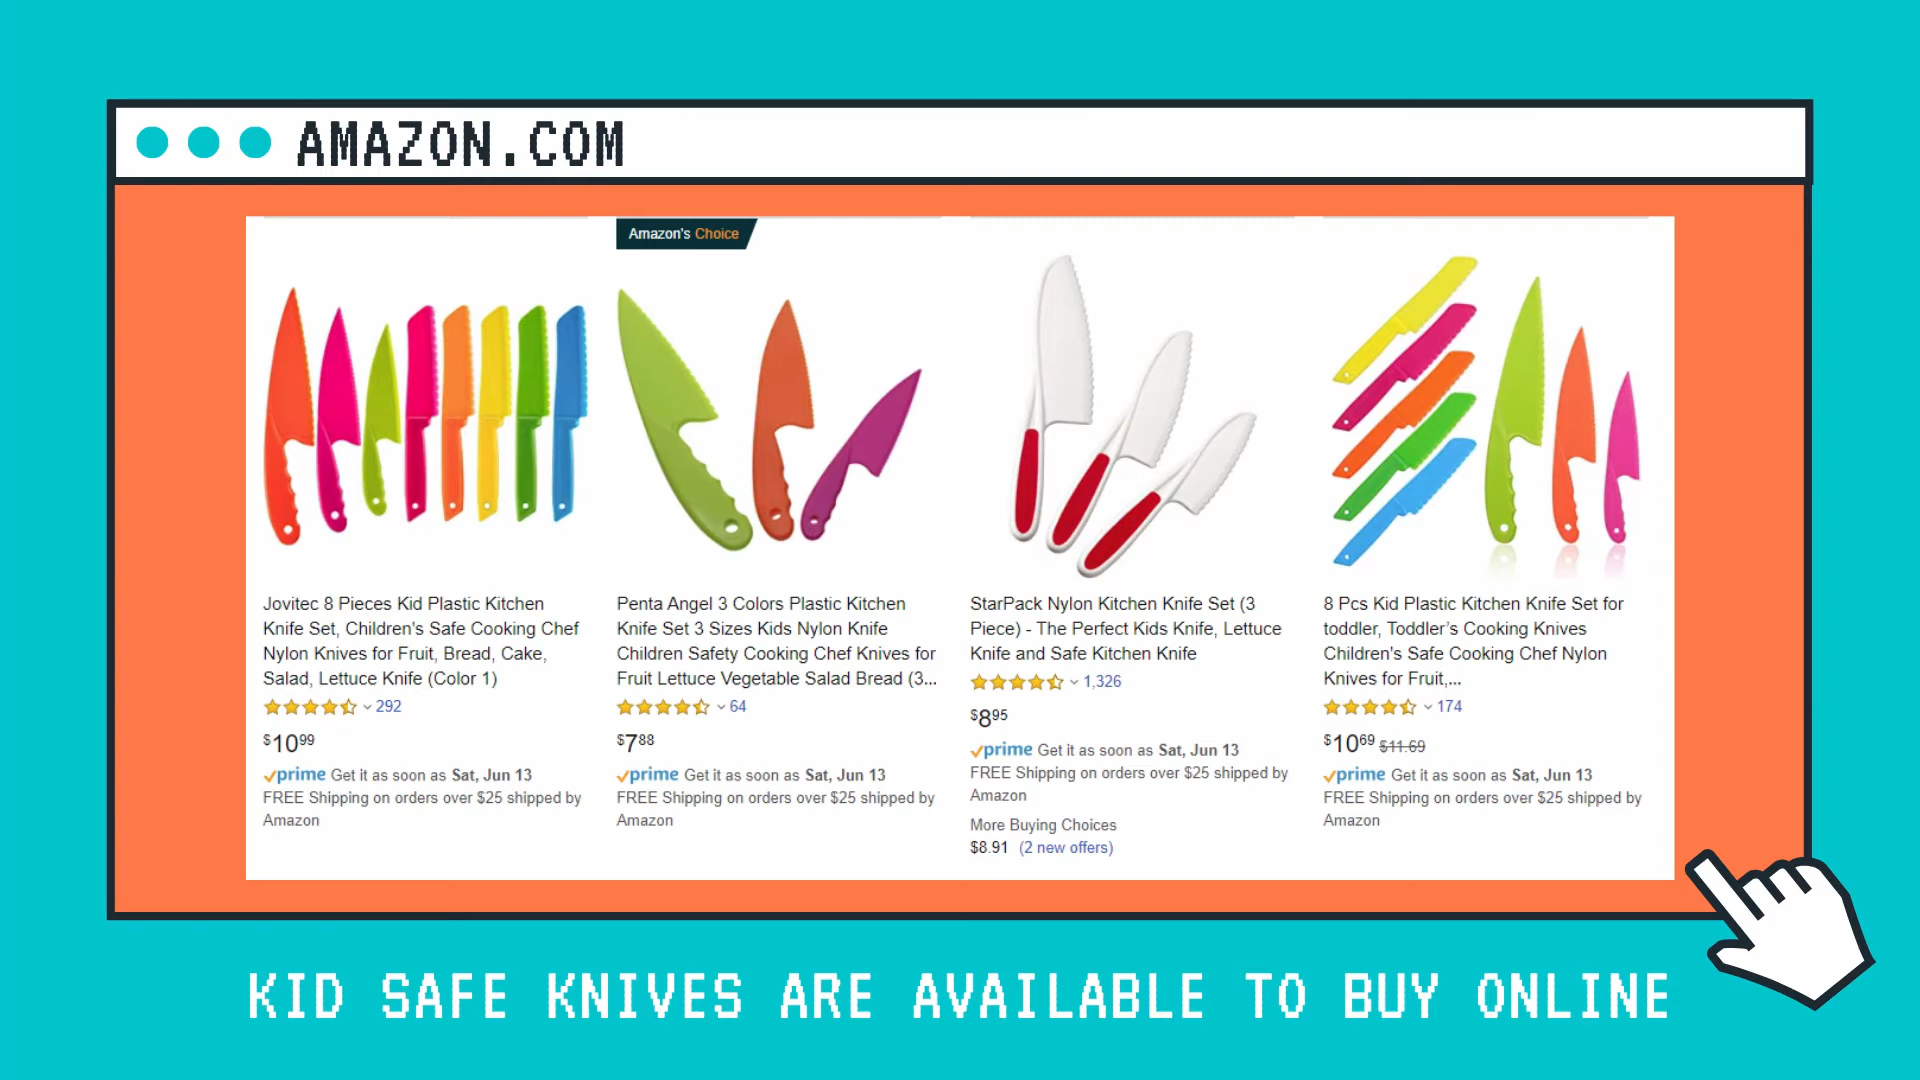 AMAZON.COM
Amazon's Choice
Jovitec 8 Pieces Kid Plastic Kitchen
Knife Set, Children's Safe Cooking Chef
Nylon Knives for Fruit, Bread, Cake,
Salad, Lettuce Knife (Color 1)
292
$1099
prime Get it as soon as Sat, Jun 13
FREE Shipping on orders over $25 shipped by
Amazon
Penta Angel 3 Colors Plastic Kitchen
Knife Set 3 Sizes Kids Nylon Knife
Children Safety Cooking Chef Knives for
Fruit Lettuce Vegetable Salad Bread (3...
64
$788
prime Get it as soon as Sat, Jun 13
FREE Shipping on orders over $25 shipped by
Amazon
StarPack Nylon Kitchen Knife Set (3
Piece) - The Perfect Kids Knife, Lettuce
Knife and Safe Kitchen Knife
1,326
$895
prime Get it as soon as Sat, Jun 13
FREE Shipping on orders over $25 shipped by
Amazon
More Buying Choices
$8.91 (2 new offers)
8 Pcs Kid Plastic Kitchen Knife Set for
toddler, Toddler’s Cooking Knives
Children's Safe Cooking Chef Nylon
Knives for Fruit,...
174
$1069 $11.69
prime Get it as soon as Sat, Jun 13
FREE Shipping on orders over $25 shipped by
Amazon
KID SAFE KNIVES ARE AVAILABLE TO BUY ONLINE